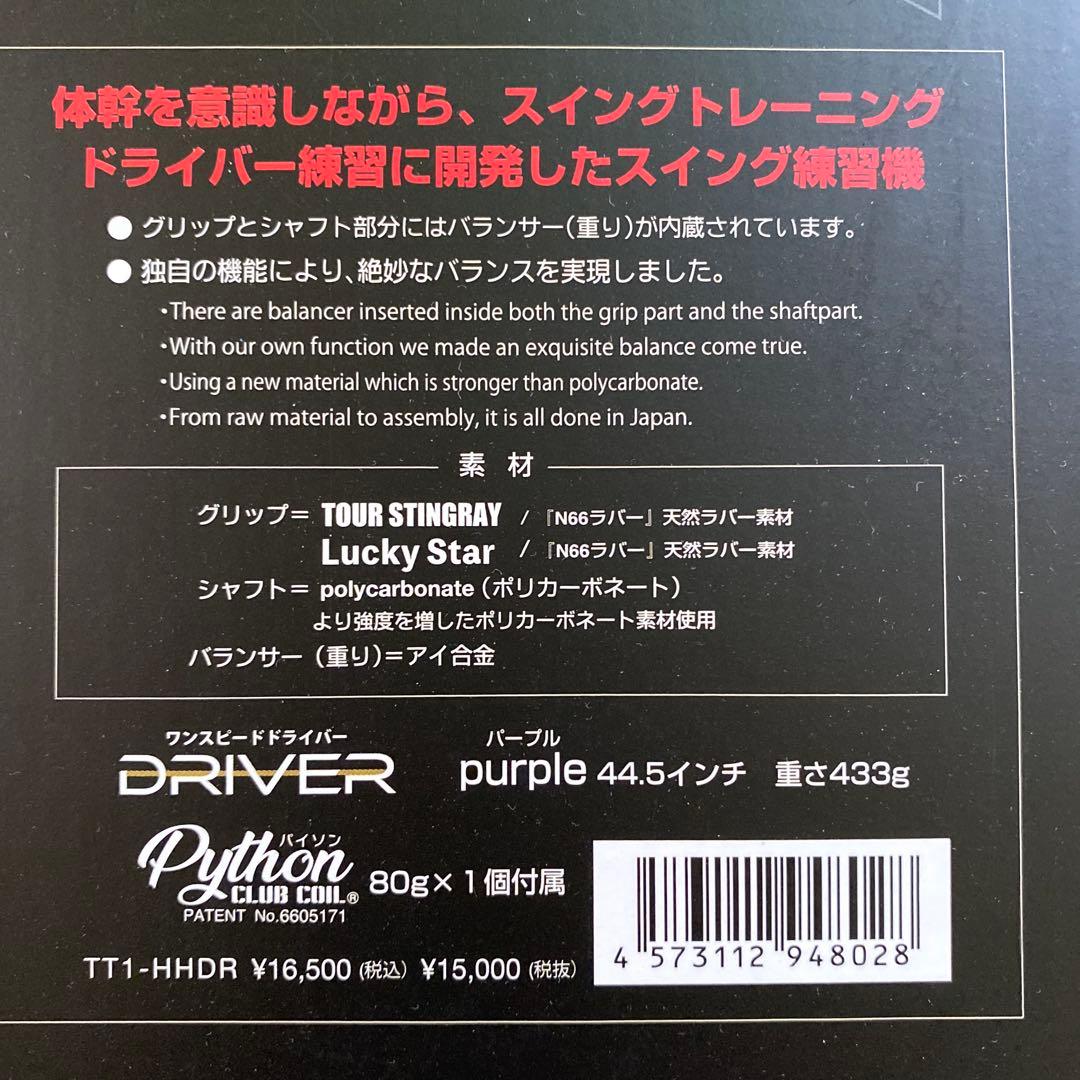 体幹を意識しながら、スイングトレーニング
ドライバー練習に開発したスイング練習機
● グリップとシャフト部分にはバランサー(重り)が内蔵されています。
● 独自の機能により、絶妙なバランスを実現しました。
・There are balancer inserted inside both the grip part and the shaftpart.
・With our own function we made an exquisite balance come true.
・Using a new material which is stronger than polycarbonate.
・From raw material to assembly, it is all done in Japan.
素 材
グリップ＝ TOUR STINGRAY / 『N66ラバー』天然ラバー素材
Lucky Star / 『N66ラバー』天然ラバー素材
シャフト＝ polycarbonate（ポリカーボネート）
より強度を増したポリカーボネート素材使用
バランサー（重り）＝アイ合金
ワンスピードドライバー
DRIVER
パープル
purple 44.5インチ 重さ433g
パイソン
Python
CLUB COIL® 80g×1個付属
PATENT No.6605171
TT1-HHDR ¥16,500 (税込) ¥15,000 (税抜)
4 573112 948028